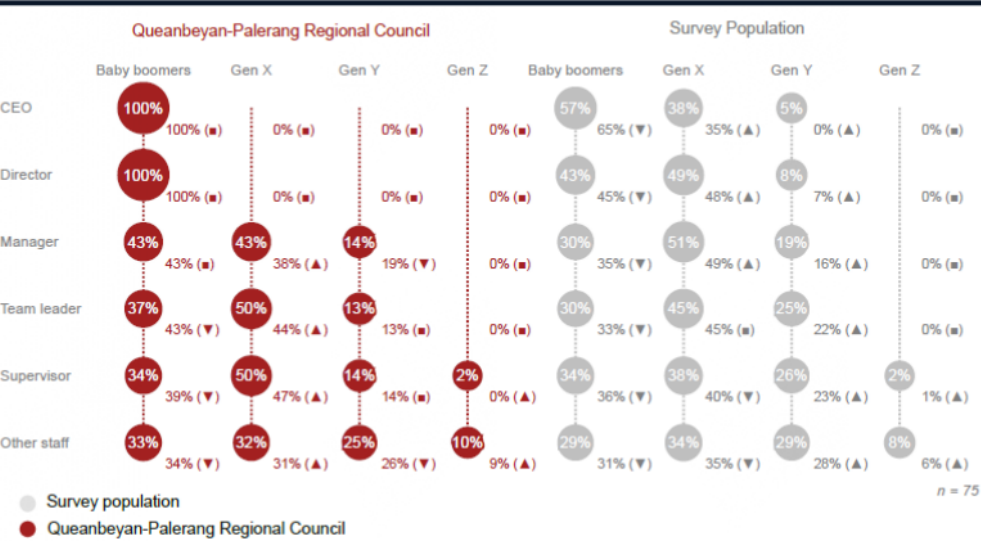 Queanbeyan-Palerang Regional Council Survey Population
Baby boomers Gen X Gen Y Gen Z Baby boomers Gen X Gen Y Gen Z
CEO 100% 57% 38% 5%
100% (■) 0% (■) 0% (■) 0% (■) 65% (▼) 35% (▲) 0% (▲) 0% (■)
Director 100% 43% 49% 8%
100% (■) 0% (■) 0% (■) 0% (■) 45% (▼) 48% (▲) 7% (▲) 0% (■)
Manager 43% 43% 14% 30% 51% 19%
43% (■) 38% (▲) 19% (▼) 0% (■) 35% (▼) 49% (▲) 16% (▲) 0% (■)
Team leader 37% 50% 13% 30% 45% 25%
43% (▼) 44% (▲) 13% (■) 0% (■) 33% (▼) 45% (■) 22% (▲) 0% (■)
Supervisor 34% 50% 14% 2% 34% 38% 26% 2%
39% (▼) 47% (▲) 14% (■) 0% (▲) 36% (▼) 40% (▼) 23% (▲) 1% (▲)
Other staff 33% 32% 25% 10% 29% 34% 29% 8%
34% (▼) 31% (▲) 26% (▼) 9% (▲) 31% (▼) 35% (▼) 28% (▲) 6% (▲)
n = 75
Survey population
Queanbeyan-Palerang Regional Council